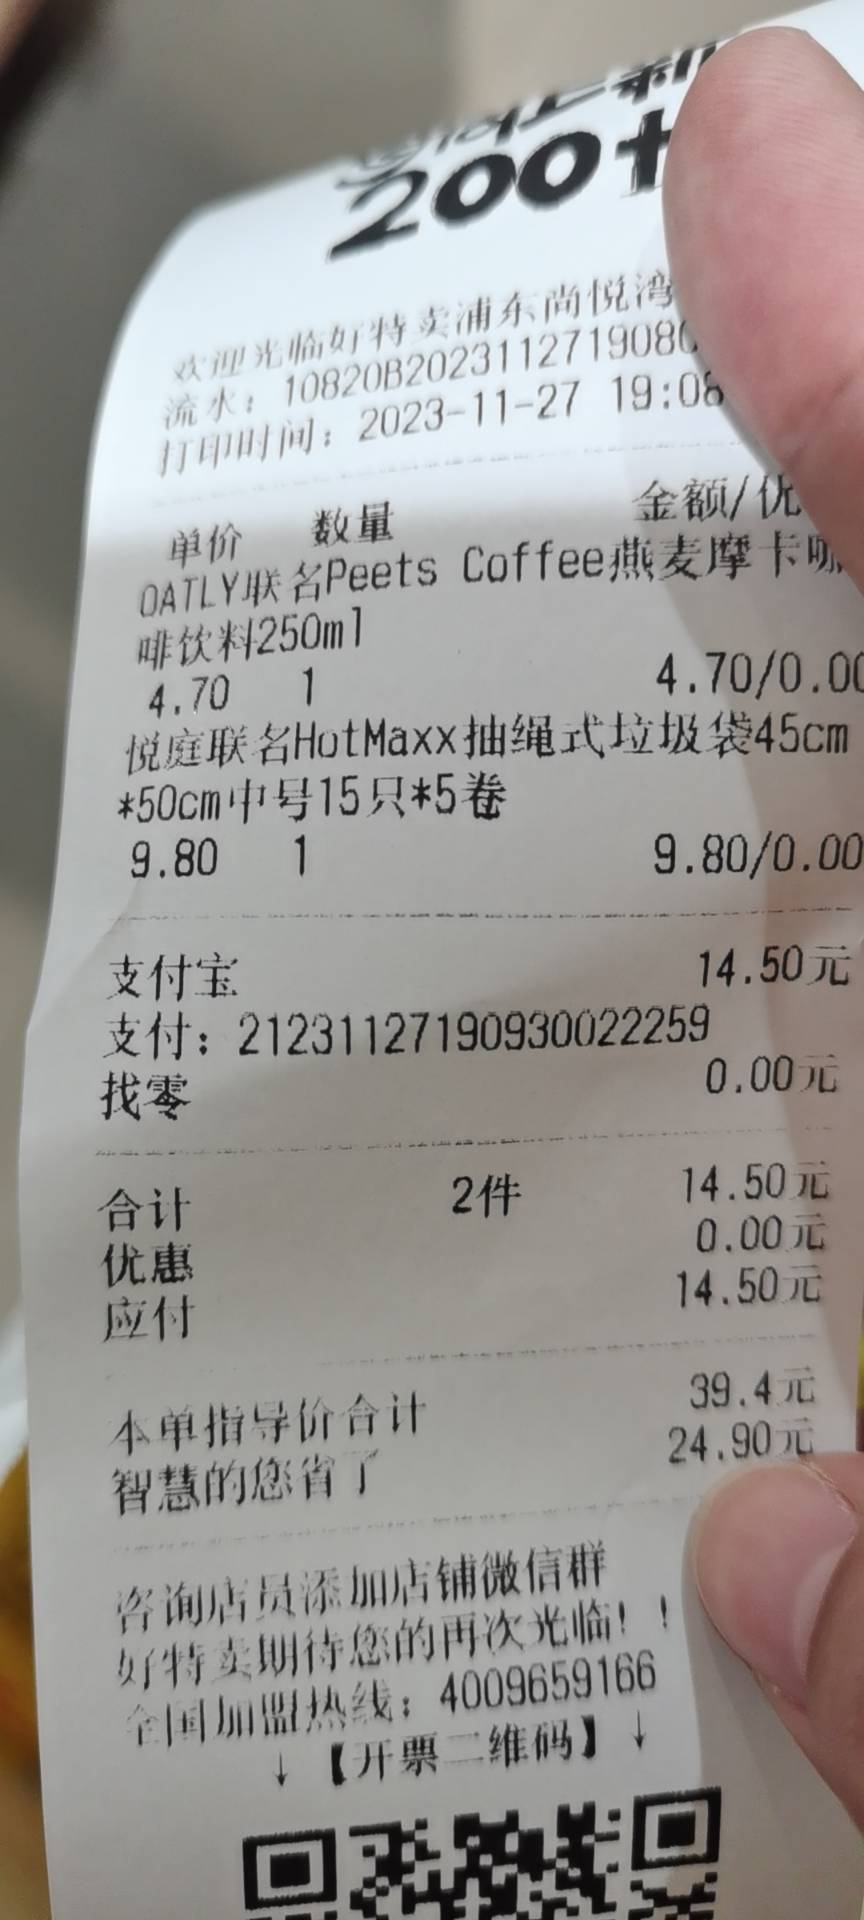 200+
欢迎光临好特卖浦东尚悦湾
流水：10820B2023112719080
打印时间：2023-11-27 19:08
单价 数量 金额/优
OATLY联名Peets Coffee燕麦摩卡咖
啡饮料250ml
4.70 1 4.70/0.00
悦庭联名HotMaxx抽绳式垃圾袋45cm
*50cm中号15只*5卷
9.80 1 9.80/0.00
支付宝 14.50元
支付：21231127190930022259
找零 0.00元
合计 2件 14.50元
优惠 0.00元
应付 14.50元
本单指导价合计 39.4元
智慧的您省了 24.90元
咨询店员添加店铺微信群
好特卖期待您的再次光临！！
全国加盟热线：4009659166
↓【开票二维码】↓